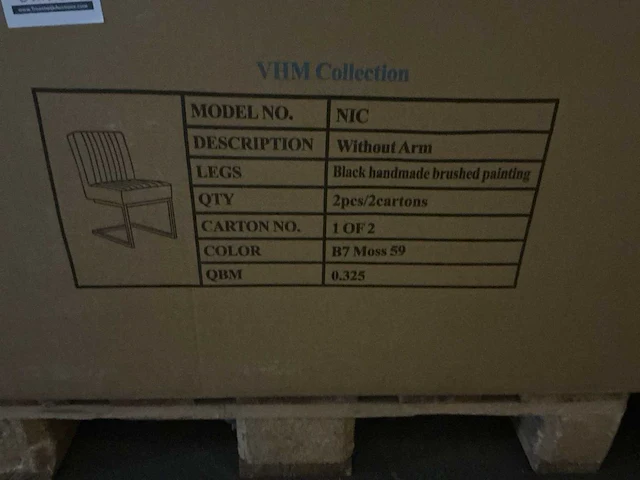 VHM Collection
MODEL NO. NIC
DESCRIPTION Without Arm
LEGS Black handmade brushed painting
QTY 2pcs/2cartons
CARTON NO. 1 OF 2
COLOR B7 Moss 59
QBM 0.325